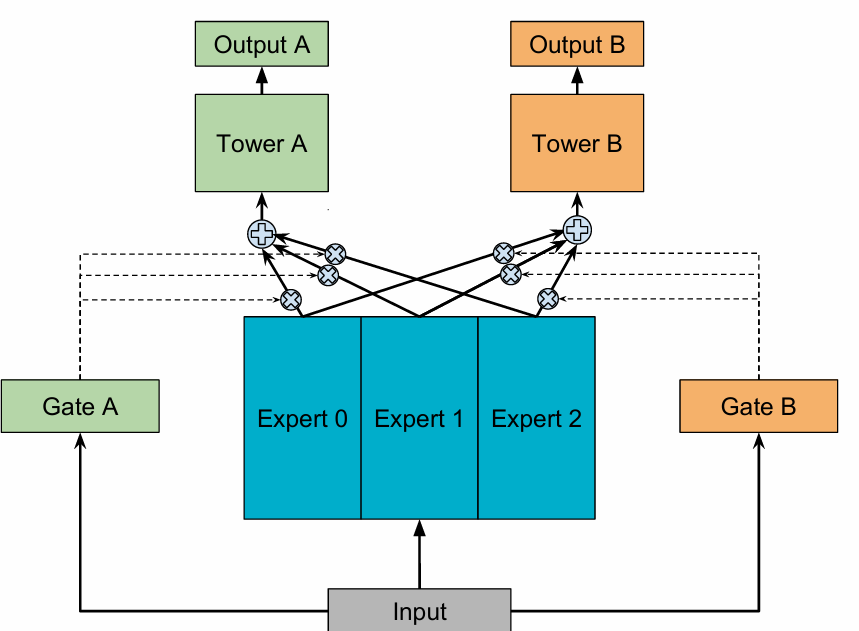 Output A
Output B
Tower A
Tower B
Gate A
Expert 0
Expert 1
Expert 2
Gate B
Input